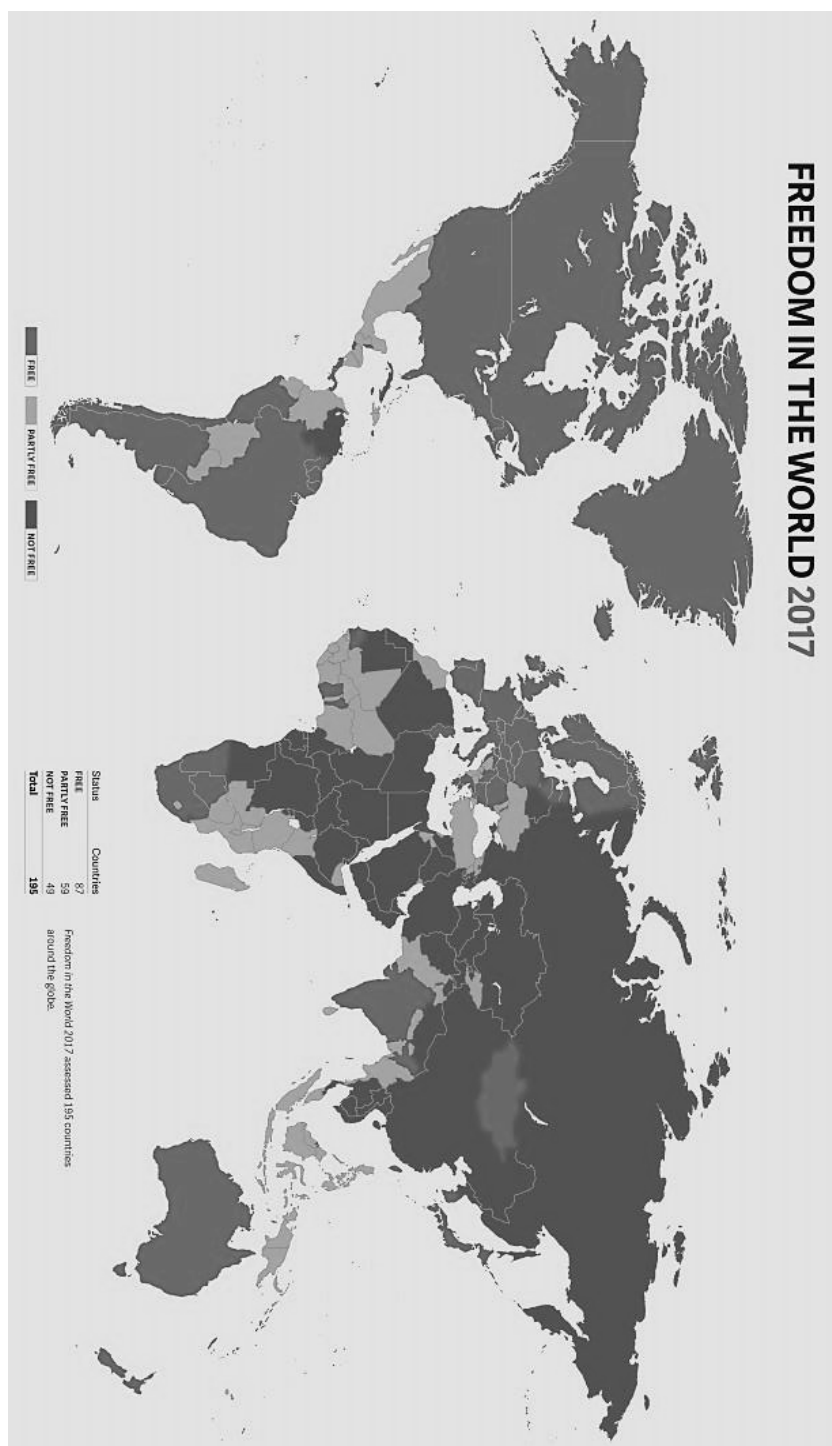 FREEDOM IN THE WORLD 2017
FREE
PARTLY FREE
NOT FREE
Status Countries
FREE 87
PARTLY FREE 59
NOT FREE 49
Total 195
Freedom in the World 2017 assessed 195 countries
around the globe.